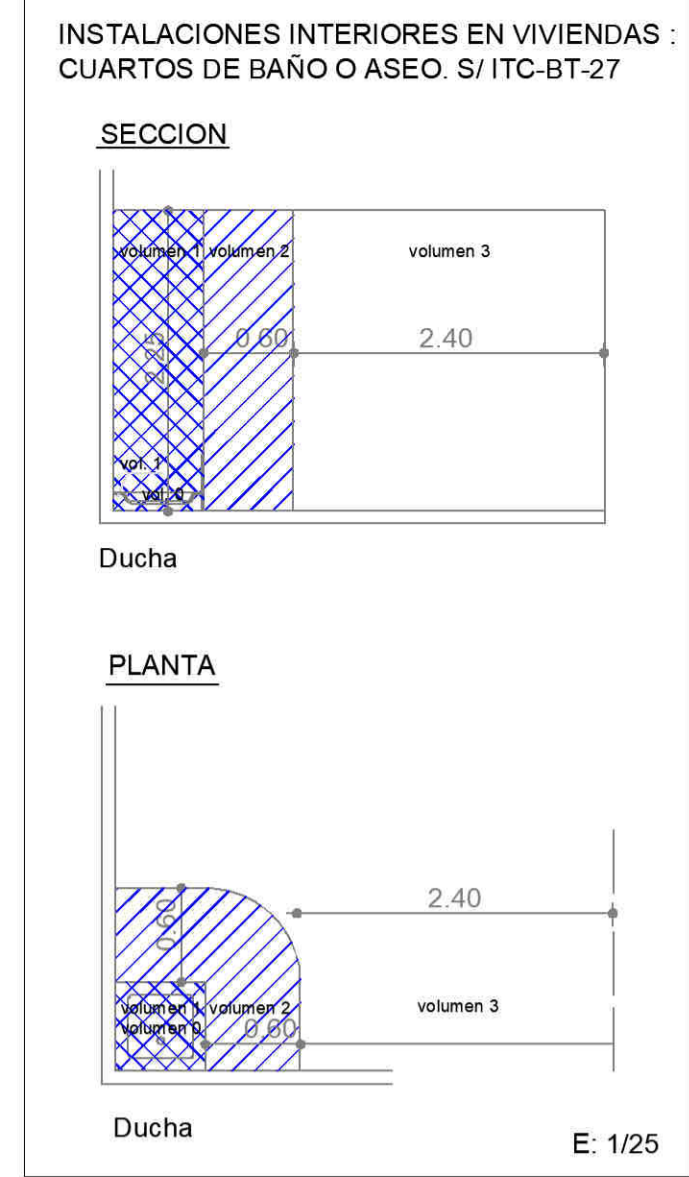 INSTALACIONES INTERIORES EN VIVIENDAS :
CUARTOS DE BAÑO O ASEO. S/ ITC-BT-27
SECCION
volumen 1 volumen 2 volumen 3
2.25 0.60 2.40
vol. 1
vol. 0
Ducha
PLANTA
2.40
0.60
volumen 1 volumen 2 volumen 3
volumen 0 0.60
Ducha
E: 1/25